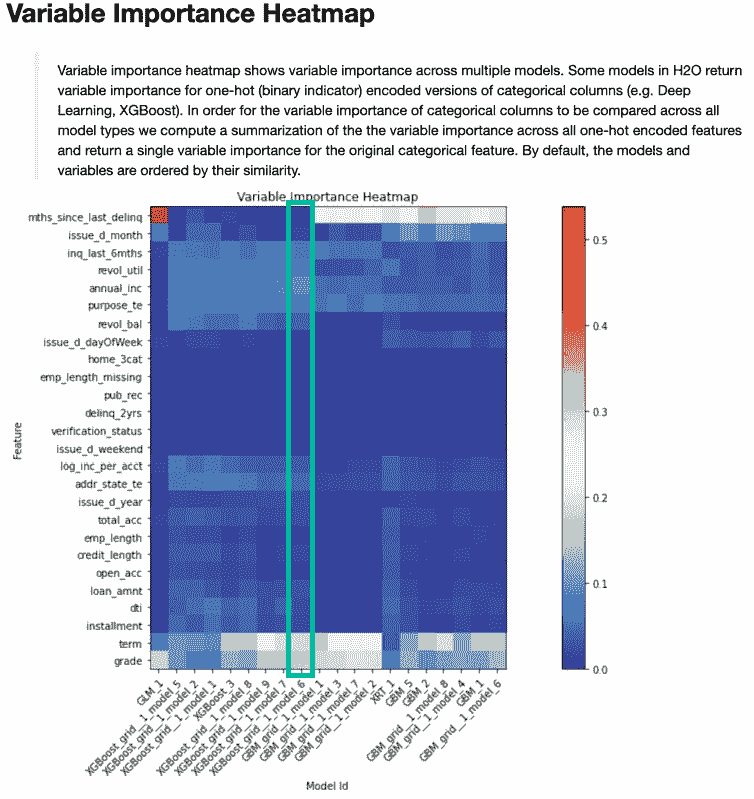 Variable Importance Heatmap
Variable importance heatmap shows variable importance across multiple models. Some models in H2O return
variable importance for one-hot (binary indicator) encoded versions of categorical columns (e.g. Deep
Learning, XGBoost). In order for the variable importance of categorical columns to be compared across all
model types we compute a summarization of the the variable importance across all one-hot encoded features
and return a single variable importance for the original categorical feature. By default, the models and
variables are ordered by their similarity.
Variable Importance Heatmap
mths_since_last_delinq
issue_d_month
inq_last_6mths
revol_util
annual_inc
purpose_te
revol_bal
issue_d_dayOfWeek
home_3cat
emp_length_missing
pub_rec
delinq_2yrs
verification_status
issue_d_weekend
log_inc_per_acct
addr_state_te
issue_d_year
total_acc
emp_length
credit_length
open_acc
loan_amnt
dti
installment
term
grade
Feature
0.5
0.4
0.3
0.2
0.1
0.0
GLM_1
XGBoost_grid__1_model_5
XGBoost_grid__1_model_2
XGBoost_grid__1_model_1
XGBoost_3
XGBoost_grid__1_model_8
XGBoost_grid__1_model_9
XGBoost_grid__1_model_7
XGBoost_grid__1_model_6
GBM_grid__1_model_1
GBM_grid__1_model_3
GBM_grid__1_model_7
GBM_grid__1_model_2
XRT_1
GBM_5
GBM_2
GBM_grid__1_model_8
GBM_grid__1_model_4
GBM_1
GBM_grid__1_model_6
Model Id